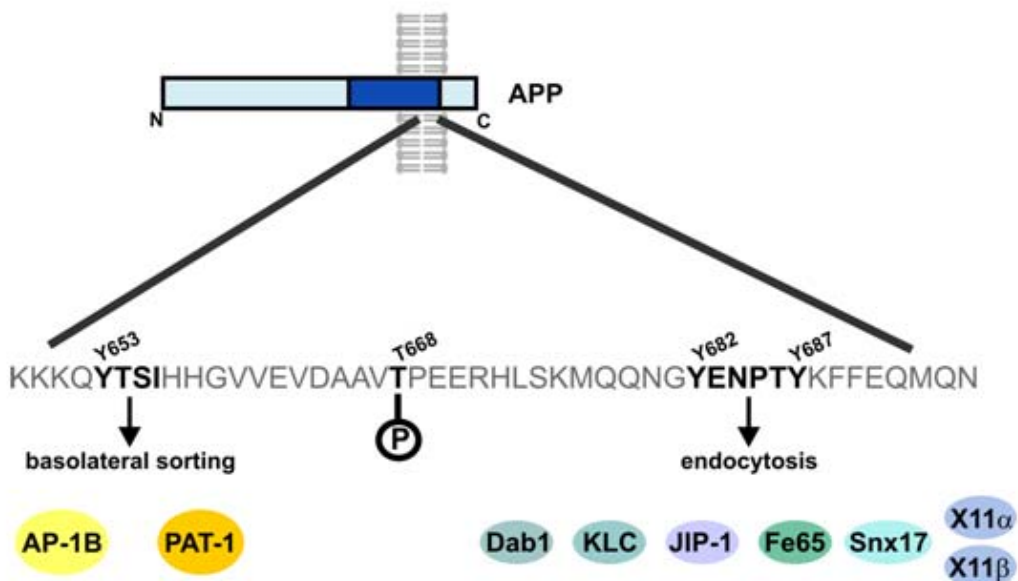 APP
N
C
Y653
T668
Y682
Y687
KKKQYTSIHHGVVEVDAAVTPEERHLSKMQQNGYENPTYKFFEQMQN
P
basolateral sorting
endocytosis
AP-1B
PAT-1
Dab1
KLC
JIP-1
Fe65
Snx17
X11α
X11β